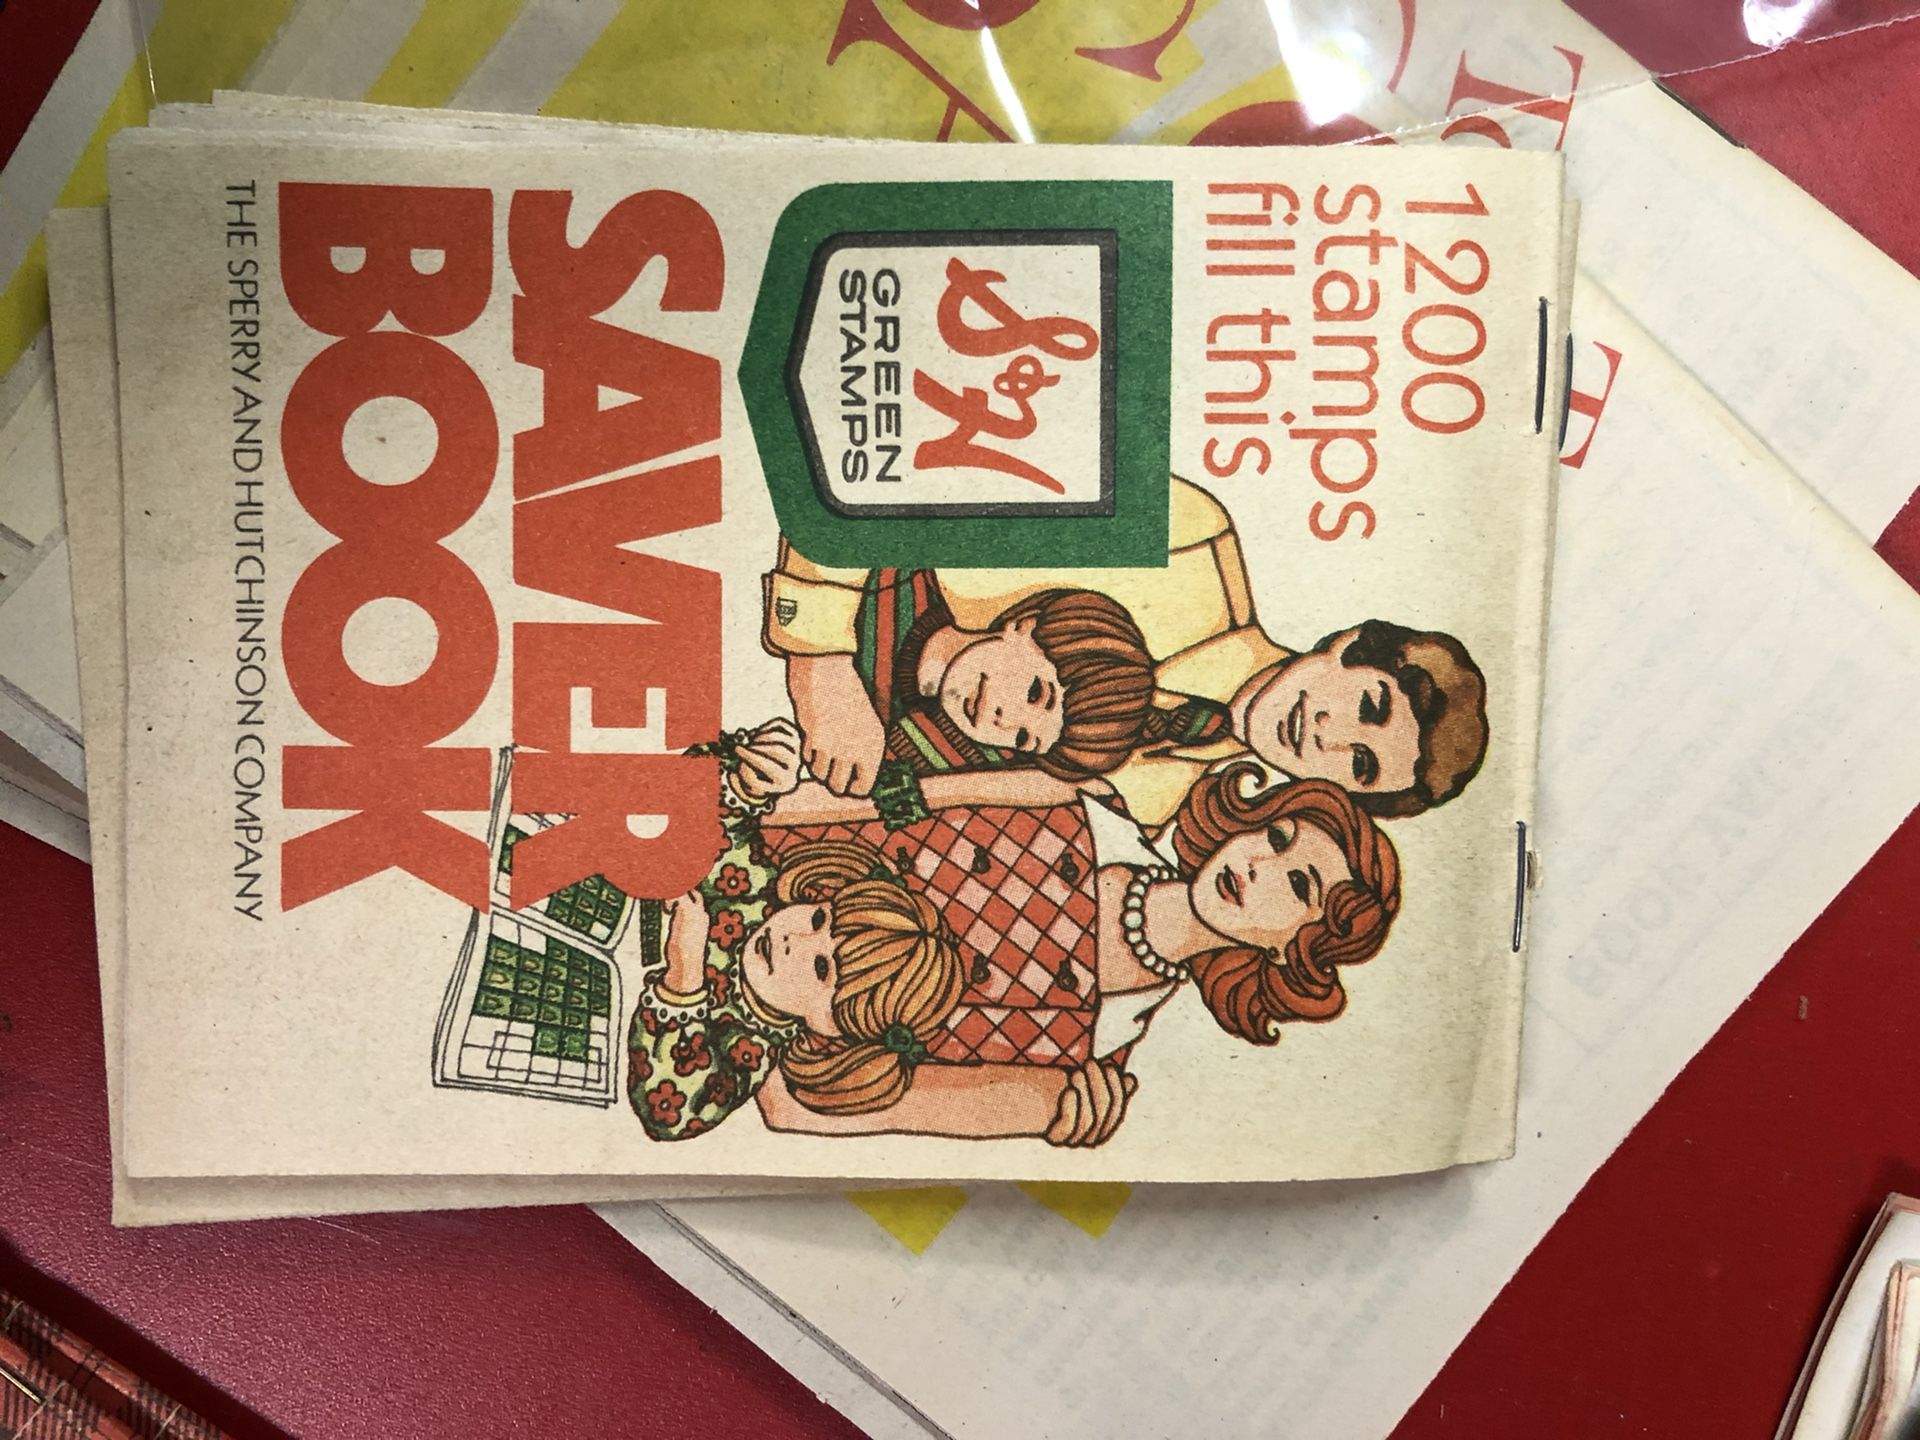 1200
stamps
fill this
S&H
GREEN
STAMPS
SAVER
BOOK
THE SPERRY AND HUTCHINSON COMPANY